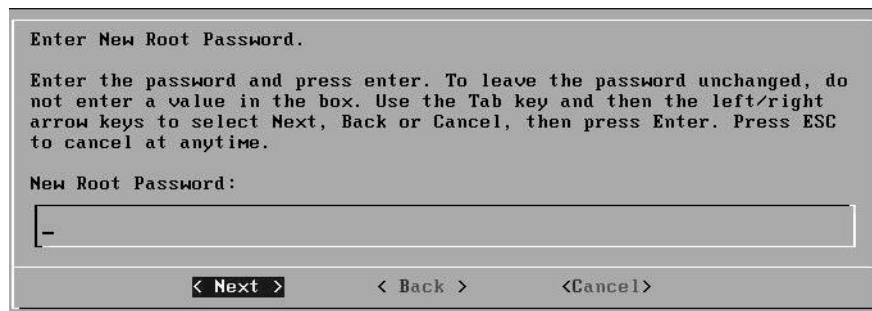 Enter New Root Password.
Enter the password and press enter. To leave the password unchanged, do
not enter a value in the box. Use the Tab key and then the left/right
arrow keys to select Next, Back or Cancel, then press Enter. Press ESC
to cancel at anytime.
New Root Password:
_
< Next > < Back > <Cancel>